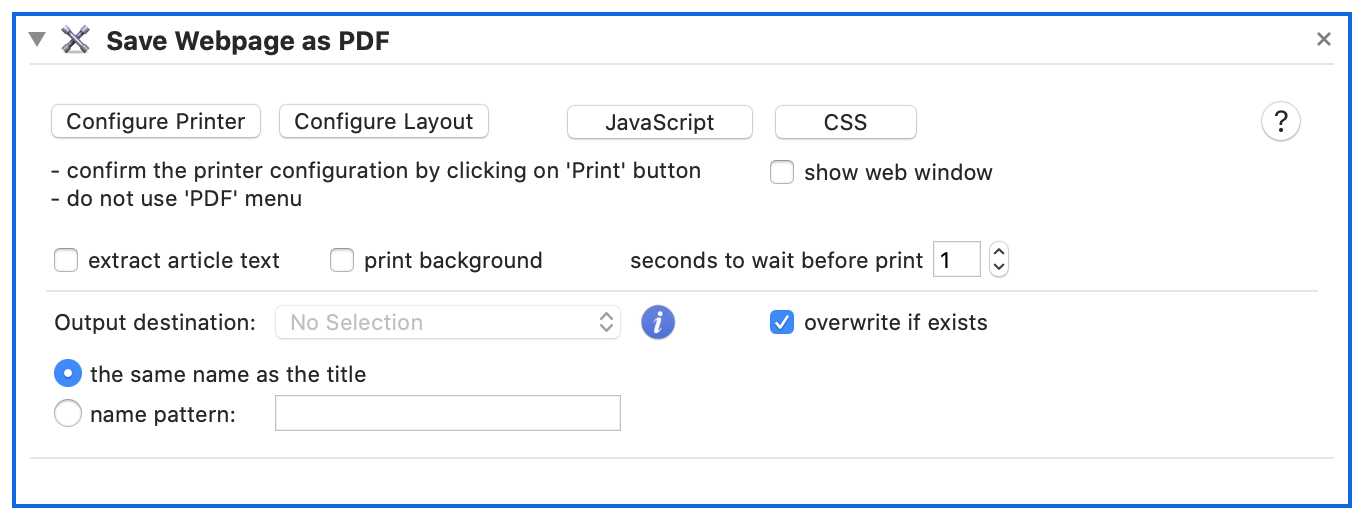 Save Webpage as PDF
Configure Printer Configure Layout JavaScript CSS ?
- confirm the printer configuration by clicking on 'Print' button show web window
- do not use 'PDF' menu
extract article text print background seconds to wait before print 1
Output destination: No Selection i overwrite if exists
the same name as the title
name pattern: